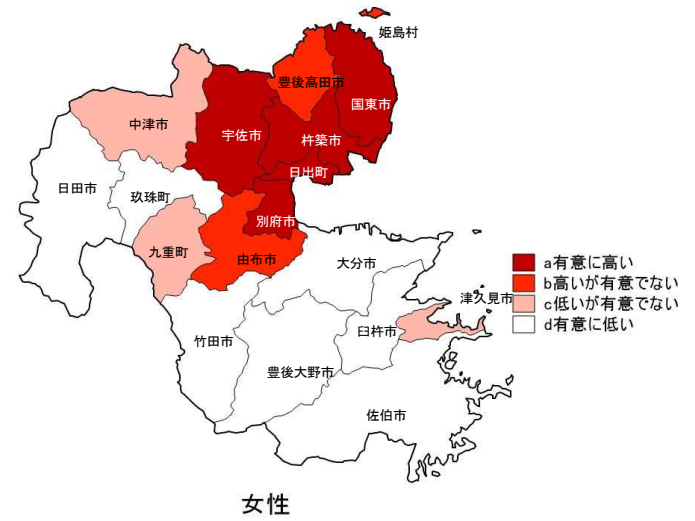 姫島村
豊後高田市
国東市
中津市
宇佐市
杵築市
日出町
日田市
玖珠町
別府市
九重町
由布市
大分市
a有意に高い
b高いが有意でない
c低いが有意でない
d有意に低い
津久見市
臼杵市
竹田市
豊後大野市
佐伯市
女性